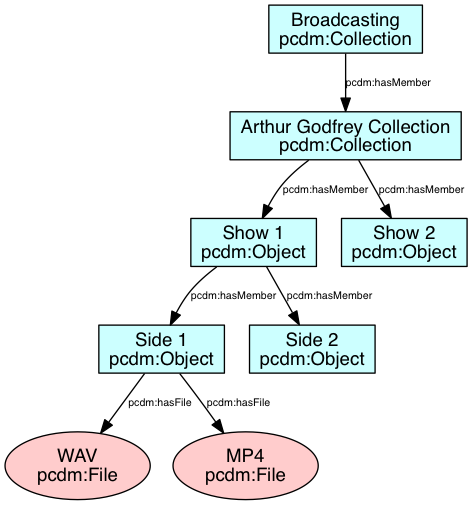 Broadcasting
pcdm:Collection
pcdm:hasMember
Arthur Godfrey Collection
pcdm:Collection
pcdm:hasMember
pcdm:hasMember
Show 1
pcdm:Object
Show 2
pcdm:Object
pcdm:hasMember
pcdm:hasMember
Side 1
pcdm:Object
Side 2
pcdm:Object
pcdm:hasFile
pcdm:hasFile
WAV
pcdm:File
MP4
pcdm:File